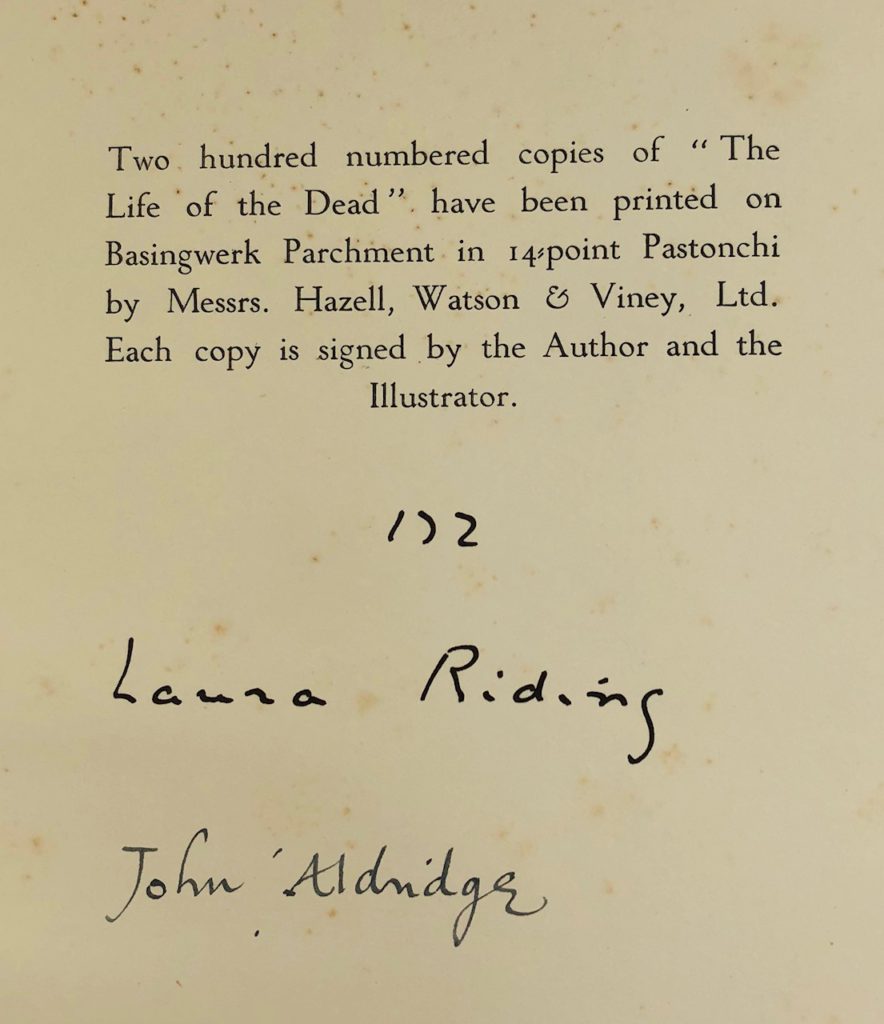 Two hundred numbered copies of “The
Life of the Dead” have been printed on
Basingwerk Parchment in 14-point Pastonchi
by Messrs. Hazell, Watson & Viney, Ltd.
Each copy is signed by the Author and the
Illustrator.
172
Laura Riding
John Aldridge